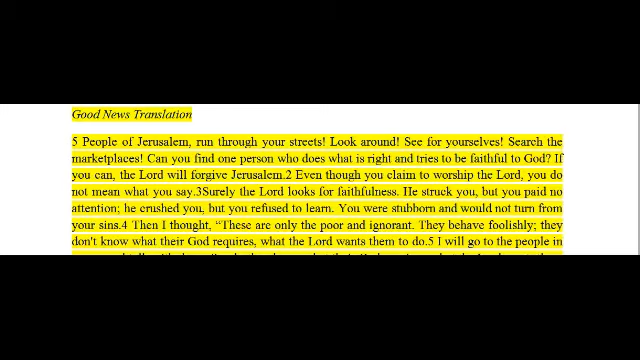 Good News Translation
5 People of Jerusalem, run through your streets! Look around! See for yourselves! Search the
marketplaces! Can you find one person who does what is right and tries to be faithful to God? If
you can, the Lord will forgive Jerusalem.2 Even though you claim to worship the Lord, you do
not mean what you say.3Surely the Lord looks for faithfulness. He struck you, but you paid no
attention; he crushed you, but you refused to learn. You were stubborn and would not turn from
your sins.4 Then I thought, “These are only the poor and ignorant. They behave foolishly; they
don't know what their God requires, what the Lord wants them to do.5 I will go to the people in